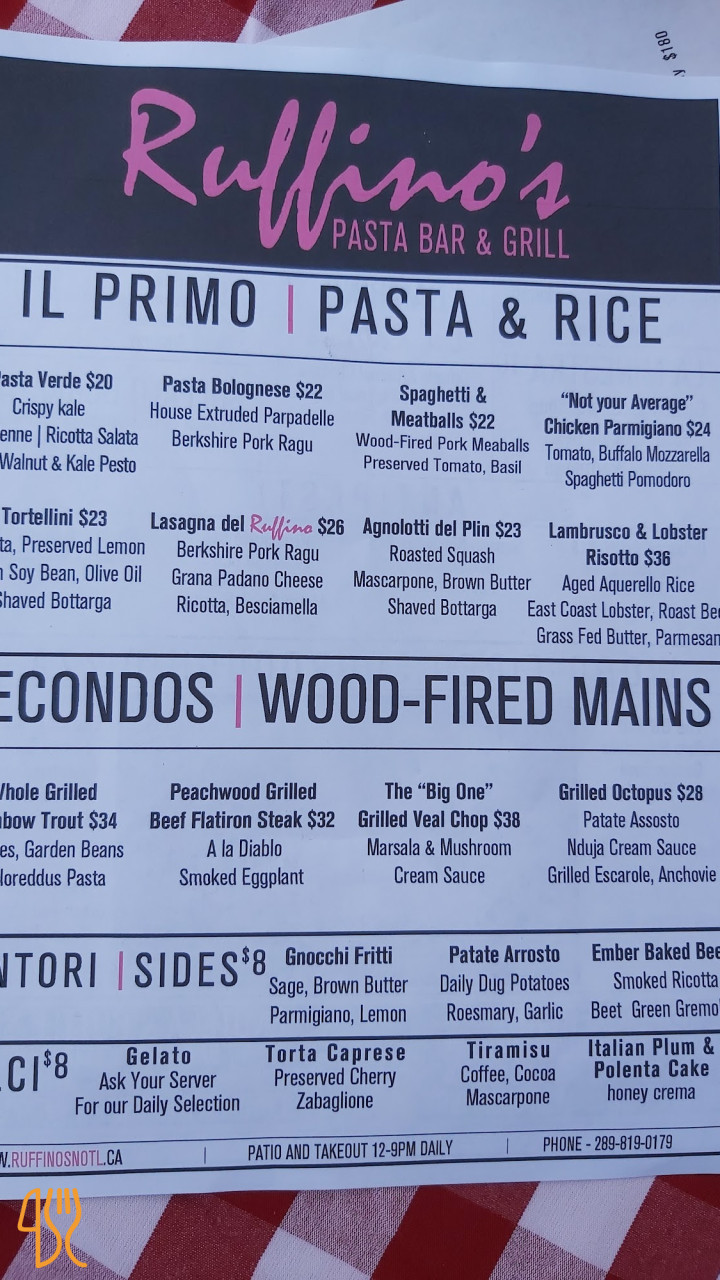 y $180
Ruffino's
PASTA BAR & GRILL
IL PRIMO | PASTA & RICE
asta Verde $20
Crispy kale
enne | Ricotta Salata
Walnut & Kale Pesto
Pasta Bolognese $22
House Extruded Parpadelle
Berkshire Pork Ragu
Spaghetti &
Meatballs $22
Wood-Fired Pork Meaballs
Preserved Tomato, Basil
“Not your Average”
Chicken Parmigiano $24
Tomato, Buffalo Mozzarella
Spaghetti Pomodoro
Tortellini $23
ta, Preserved Lemon
n Soy Bean, Olive Oil
Shaved Bottarga
Lasagna del Ruffino $26
Berkshire Pork Ragu
Grana Padano Cheese
Ricotta, Besciamella
Agnolotti del Plin $23
Roasted Squash
Mascarpone, Brown Butter
Shaved Bottarga
Lambrusco & Lobster
Risotto $36
Aged Aquerello Rice
East Coast Lobster, Roast Bee
Grass Fed Butter, Parmesan
ECONDOS | WOOD-FIRED MAINS
Whole Grilled
nbow Trout $34
es, Garden Beans
loreddus Pasta
Peachwood Grilled
Beef Flatiron Steak $32
A la Diablo
Smoked Eggplant
The “Big One”
Grilled Veal Chop $38
Marsala & Mushroom
Cream Sauce
Grilled Octopus $28
Patate Assosto
Nduja Cream Sauce
Grilled Escarole, Anchovie
NTORI | SIDES $8
Gnocchi Fritti
Sage, Brown Butter
Parmigiano, Lemon
Patate Arrosto
Daily Dug Potatoes
Roesmary, Garlic
Ember Baked Bee
Smoked Ricotta
Beet Green Gremo
LCI $8
Gelato
Ask Your Server
For our Daily Selection
Torta Caprese
Preserved Cherry
Zabaglione
Tiramisu
Coffee, Cocoa
Mascarpone
Italian Plum &
Polenta Cake
honey crema
W.RUFFINOSNOTL.CA | PATIO AND TAKEOUT 12-9PM DAILY | PHONE - 289-819-0179